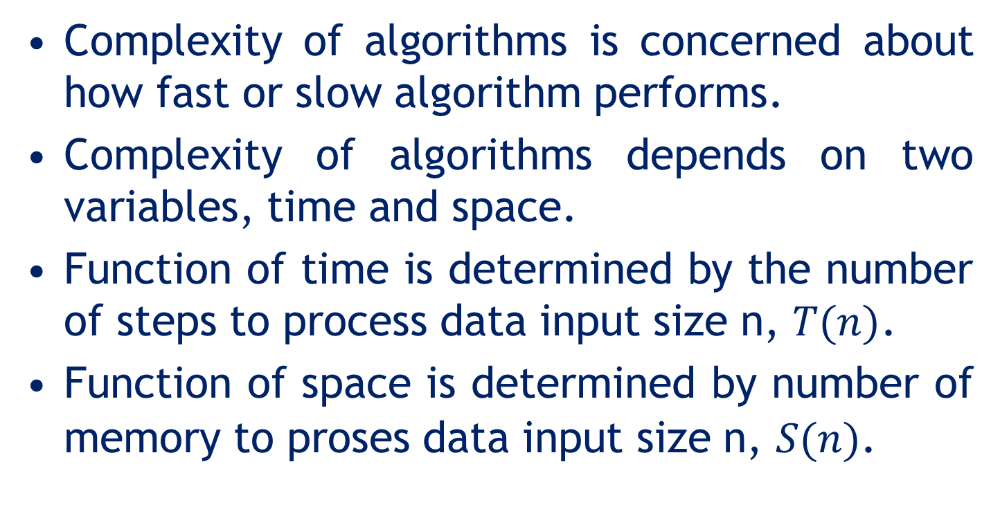 • Complexity of algorithms is concerned about
how fast or slow algorithm performs.
• Complexity of algorithms depends on two
variables, time and space.
• Function of time is determined by the number
of steps to process data input size n, T(n).
• Function of space is determined by number of
memory to proses data input size n, S(n).